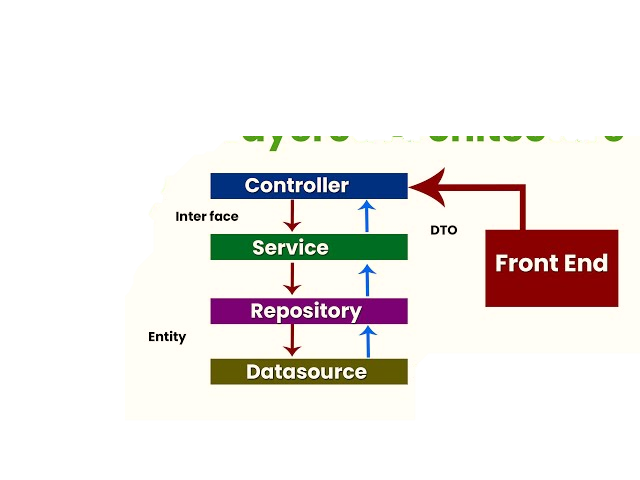 Controller
Inter face
DTO
Service
Front End
Repository
Entity
Datasource